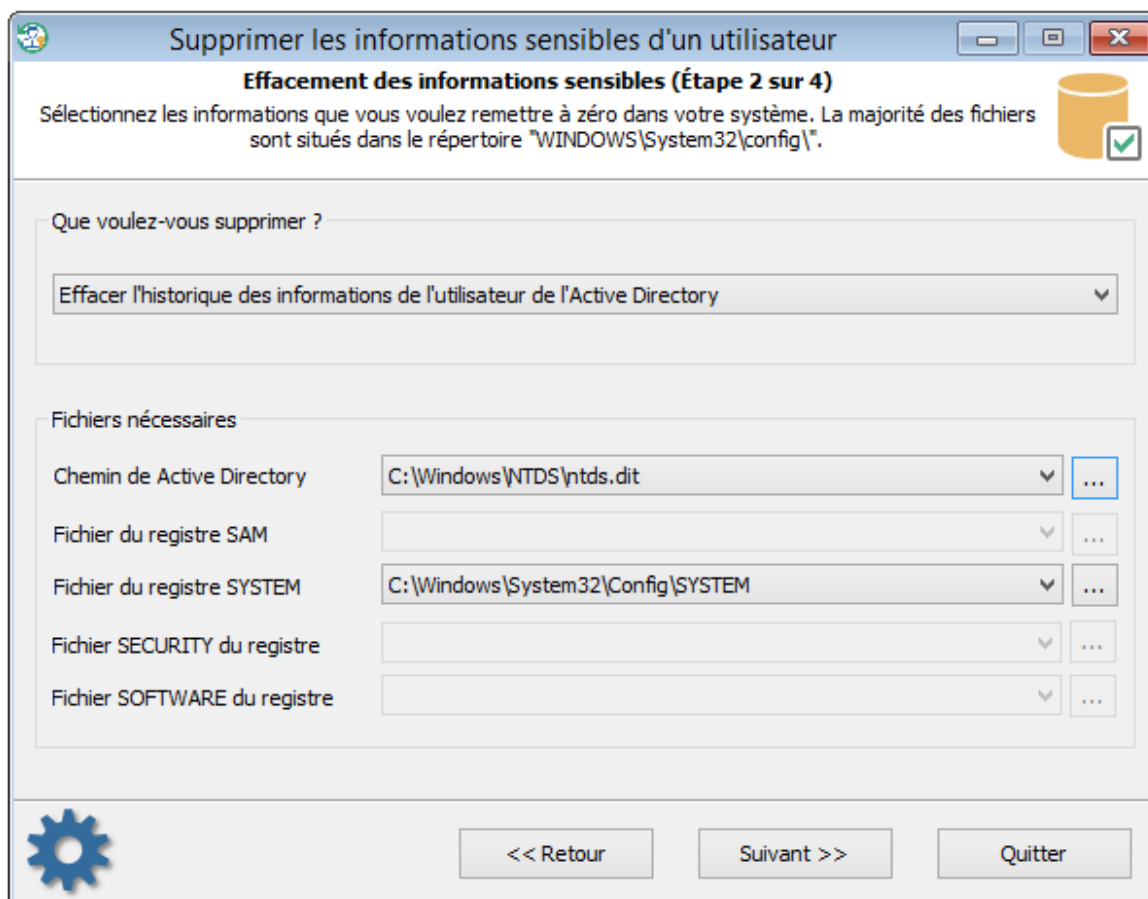 Supprimer les informations sensibles d'un utilisateur
Effacement des informations sensibles (Étape 2 sur 4)
Sélectionnez les informations que vous voulez remettre à zéro dans votre système. La majorité des fichiers
sont situés dans le répertoire "WINDOWS\System32\config\".
Que voulez-vous supprimer ?
Effacer l'historique des informations de l'utilisateur de l'Active Directory
Fichiers nécessaires
Chemin de Active Directory C:\Windows\NTDS\ntds.dit ...
Fichier du registre SAM ...
Fichier du registre SYSTEM C:\Windows\System32\Config\SYSTEM ...
Fichier SECURITY du registre ...
Fichier SOFTWARE du registre ...
<< Retour Suivant >> Quitter